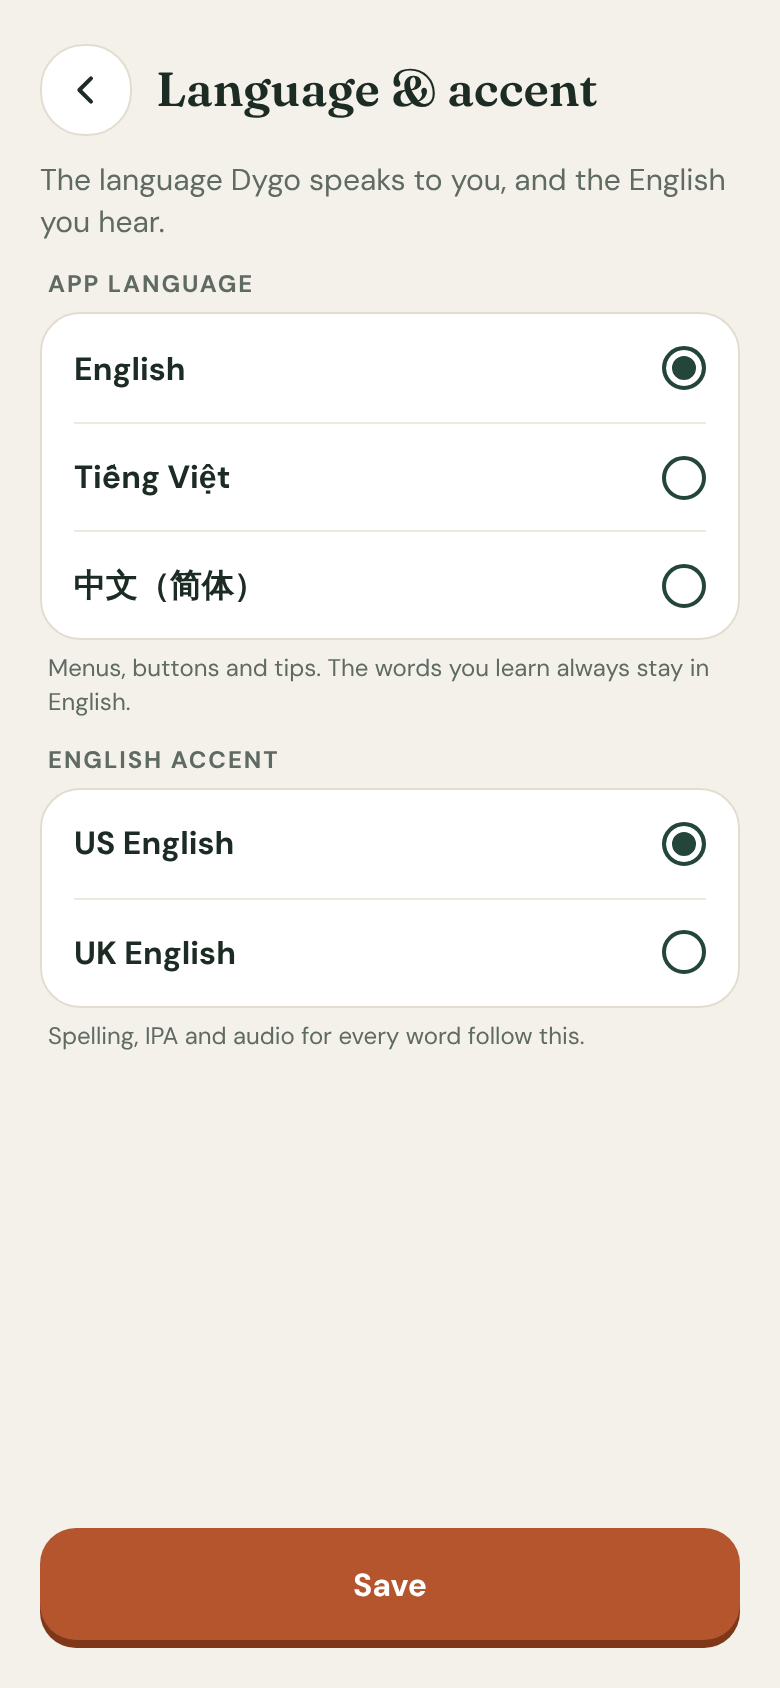 Language & accent
The language Dygo speaks to you, and the English
you hear.
APP LANGUAGE
English
Tiếng Việt
中文（简体）
Menus, buttons and tips. The words you learn always stay in
English.
ENGLISH ACCENT
US English
UK English
Spelling, IPA and audio for every word follow this.
Save